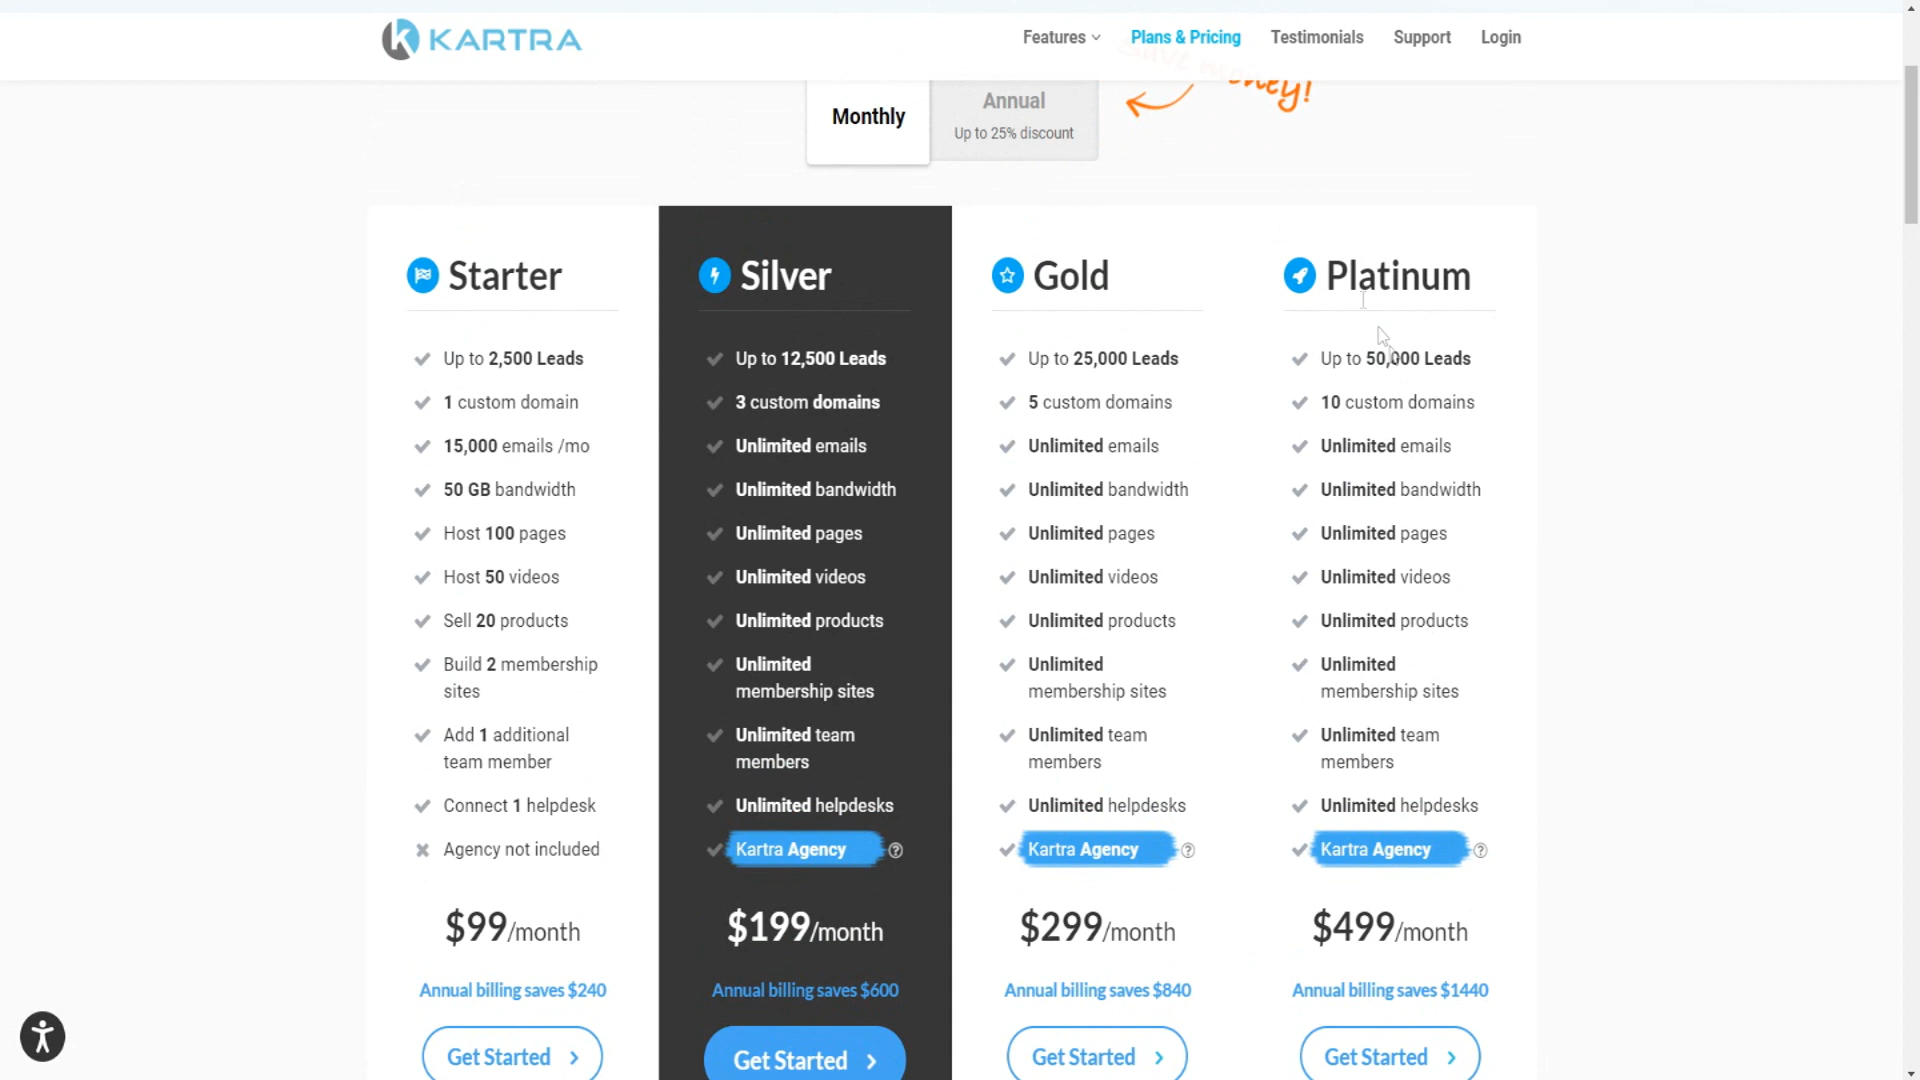 KARTRA
Features
Plans & Pricing
Testimonials
Support
Login
save money!
Monthly
Annual
Up to 25% discount
Starter
Up to 2,500 Leads
1 custom domain
15,000 emails /mo
50 GB bandwidth
Host 100 pages
Host 50 videos
Sell 20 products
Build 2 membership
sites
Add 1 additional
team member
Connect 1 helpdesk
Agency not included
$99/month
Annual billing saves $240
Get Started
Silver
Up to 12,500 Leads
3 custom domains
Unlimited emails
Unlimited bandwidth
Unlimited pages
Unlimited videos
Unlimited products
Unlimited
membership sites
Unlimited team
members
Unlimited helpdesks
Kartra Agency
$199/month
Annual billing saves $600
Get Started
Gold
Up to 25,000 Leads
5 custom domains
Unlimited emails
Unlimited bandwidth
Unlimited pages
Unlimited videos
Unlimited products
Unlimited
membership sites
Unlimited team
members
Unlimited helpdesks
Kartra Agency
$299/month
Annual billing saves $840
Get Started
Platinum
Up to 50,000 Leads
10 custom domains
Unlimited emails
Unlimited bandwidth
Unlimited pages
Unlimited videos
Unlimited products
Unlimited
membership sites
Unlimited team
members
Unlimited helpdesks
Kartra Agency
$499/month
Annual billing saves $1440
Get Started